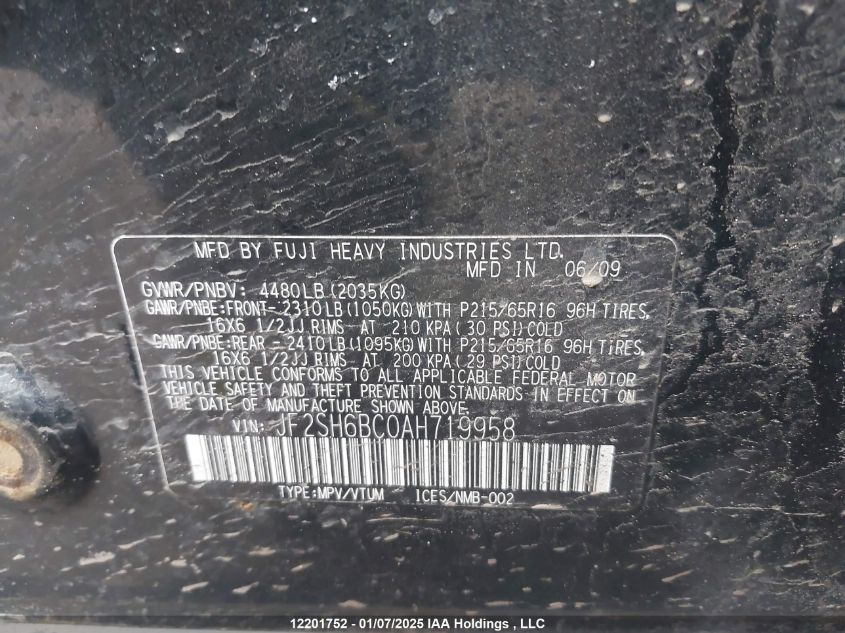 MFD BY FUJI HEAVY INDUSTRIES LTD.
MFD IN 06/09
GVWR/PNBV: 4480LB(2035KG)
GAWR/PNBE:FRONT- 2310LB(1050KG)WITH P215/65R16 96H TIRES,
16X6 1/2JJ RIMS AT 210 KPA( 30 PSI)COLD
GAWR/PNBE:REAR - 2410LB(1095KG)WITH P215/65R16 96H TIRES,
16X6 1/2JJ RIMS AT 200 KPA( 29 PSI)COLD
THIS VEHICLE CONFORMS TO ALL APPLICABLE FEDERAL MOTOR
VEHICLE SAFETY AND THEFT PREVENTION STANDARDS IN EFFECT ON
THE DATE OF MANUFACTURE SHOWN ABOVE.
VIN: JF2SH6BC0AH719958
TYPE:MPV/VTUM ICES/NMB-002
12201752 - 01/07/2025 IAA Holdings , LLC